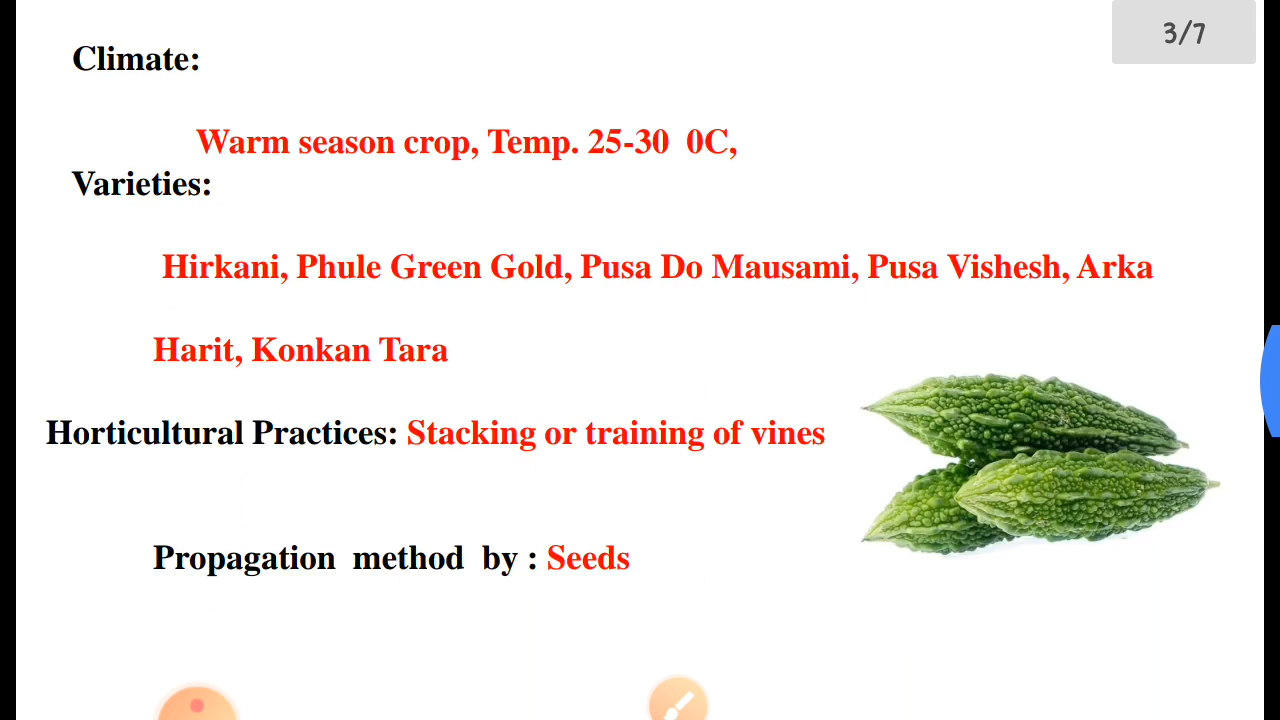 3/7
Climate:
Warm season crop, Temp. 25-30  0C,
Varieties:
Hirkani, Phule Green Gold, Pusa Do Mausami, Pusa Vishesh, Arka
Harit, Konkan Tara
Horticultural Practices: Stacking or training of vines
Propagation  method  by : Seeds